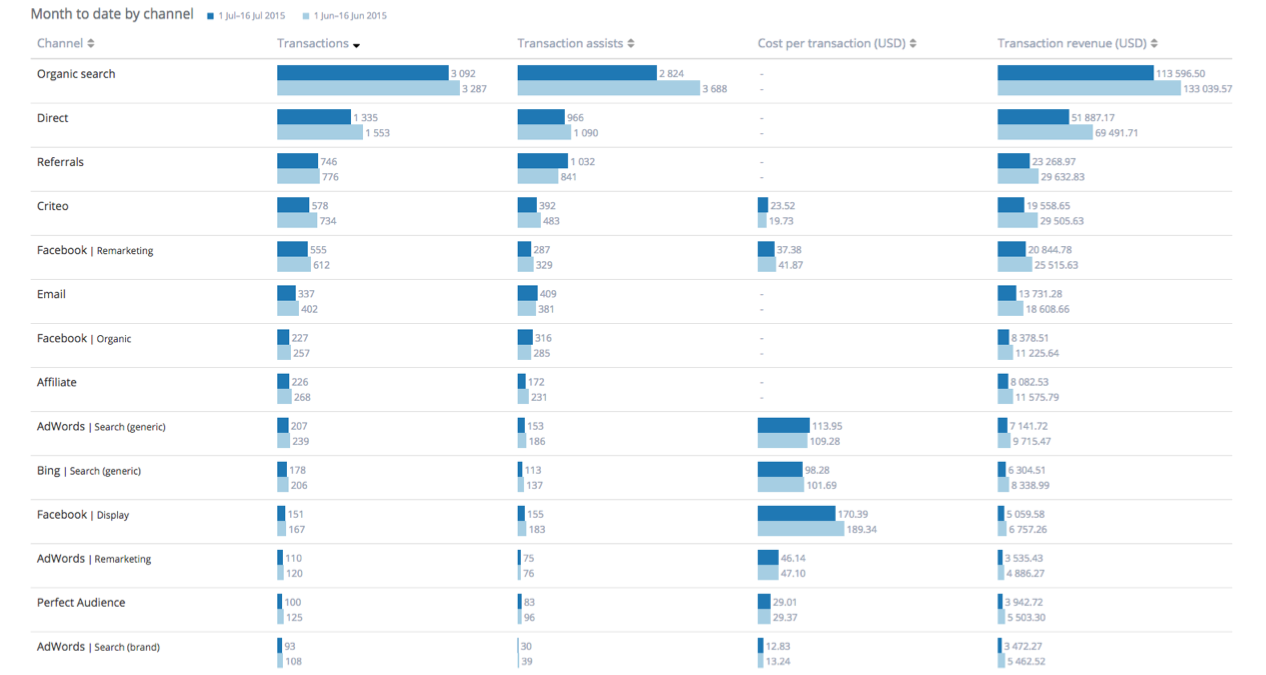 Month to date by channel 1 Jul–16 Jul 2015 1 Jun–16 Jun 2015
Channel Transactions Transaction assists Cost per transaction (USD) Transaction revenue (USD)
Organic search 3 092 2 824 - 113 596.50
3 287 3 688 - 133 039.57
Direct 1 335 966 - 51 887.17
1 553 1 090 - 69 491.71
Referrals 746 1 032 - 23 268.97
776 841 - 29 632.83
Criteo 578 392 23.52 19 558.65
734 483 19.73 29 505.63
Facebook | Remarketing 555 287 37.38 20 844.78
612 329 41.87 25 515.63
Email 337 409 - 13 731.28
402 381 - 18 608.66
Facebook | Organic 227 316 - 8 378.51
257 285 - 11 225.64
Affiliate 226 172 - 8 082.53
268 231 - 11 575.79
AdWords | Search (generic) 207 153 113.95 7 141.72
239 186 109.28 9 715.47
Bing | Search (generic) 178 113 98.28 6 304.51
206 137 101.69 8 338.99
Facebook | Display 151 155 170.39 5 059.58
167 183 189.34 6 757.26
AdWords | Remarketing 110 75 46.14 3 535.43
120 76 47.10 4 886.27
Perfect Audience 100 83 29.01 3 942.72
125 96 29.37 5 503.30
AdWords | Search (brand) 93 30 12.83 3 472.27
108 39 13.24 5 462.52